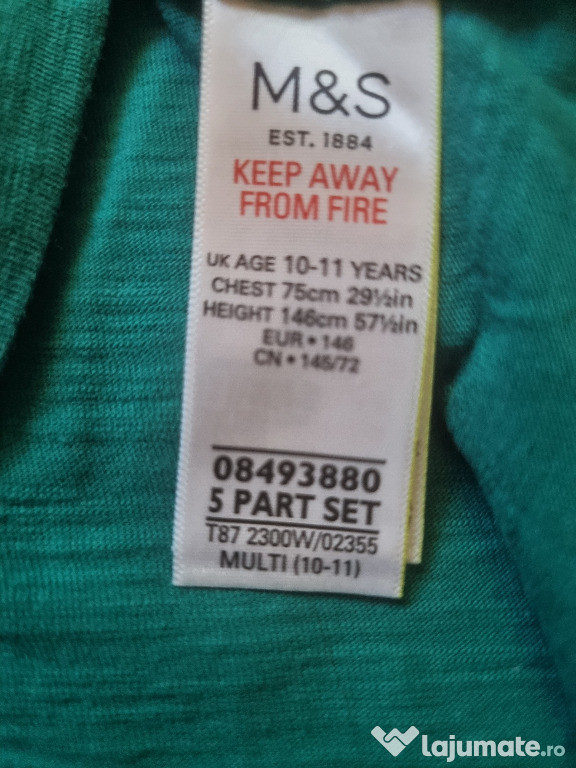 M&S
EST. 1884
KEEP AWAY
FROM FIRE
UK AGE 10-11 YEARS
CHEST 75cm 29½in
HEIGHT 146cm 57½in
EUR • 146
CN • 145/72
08493880
5 PART SET
T87 2300W/02355
MULTI (10-11)
lajumate.ro